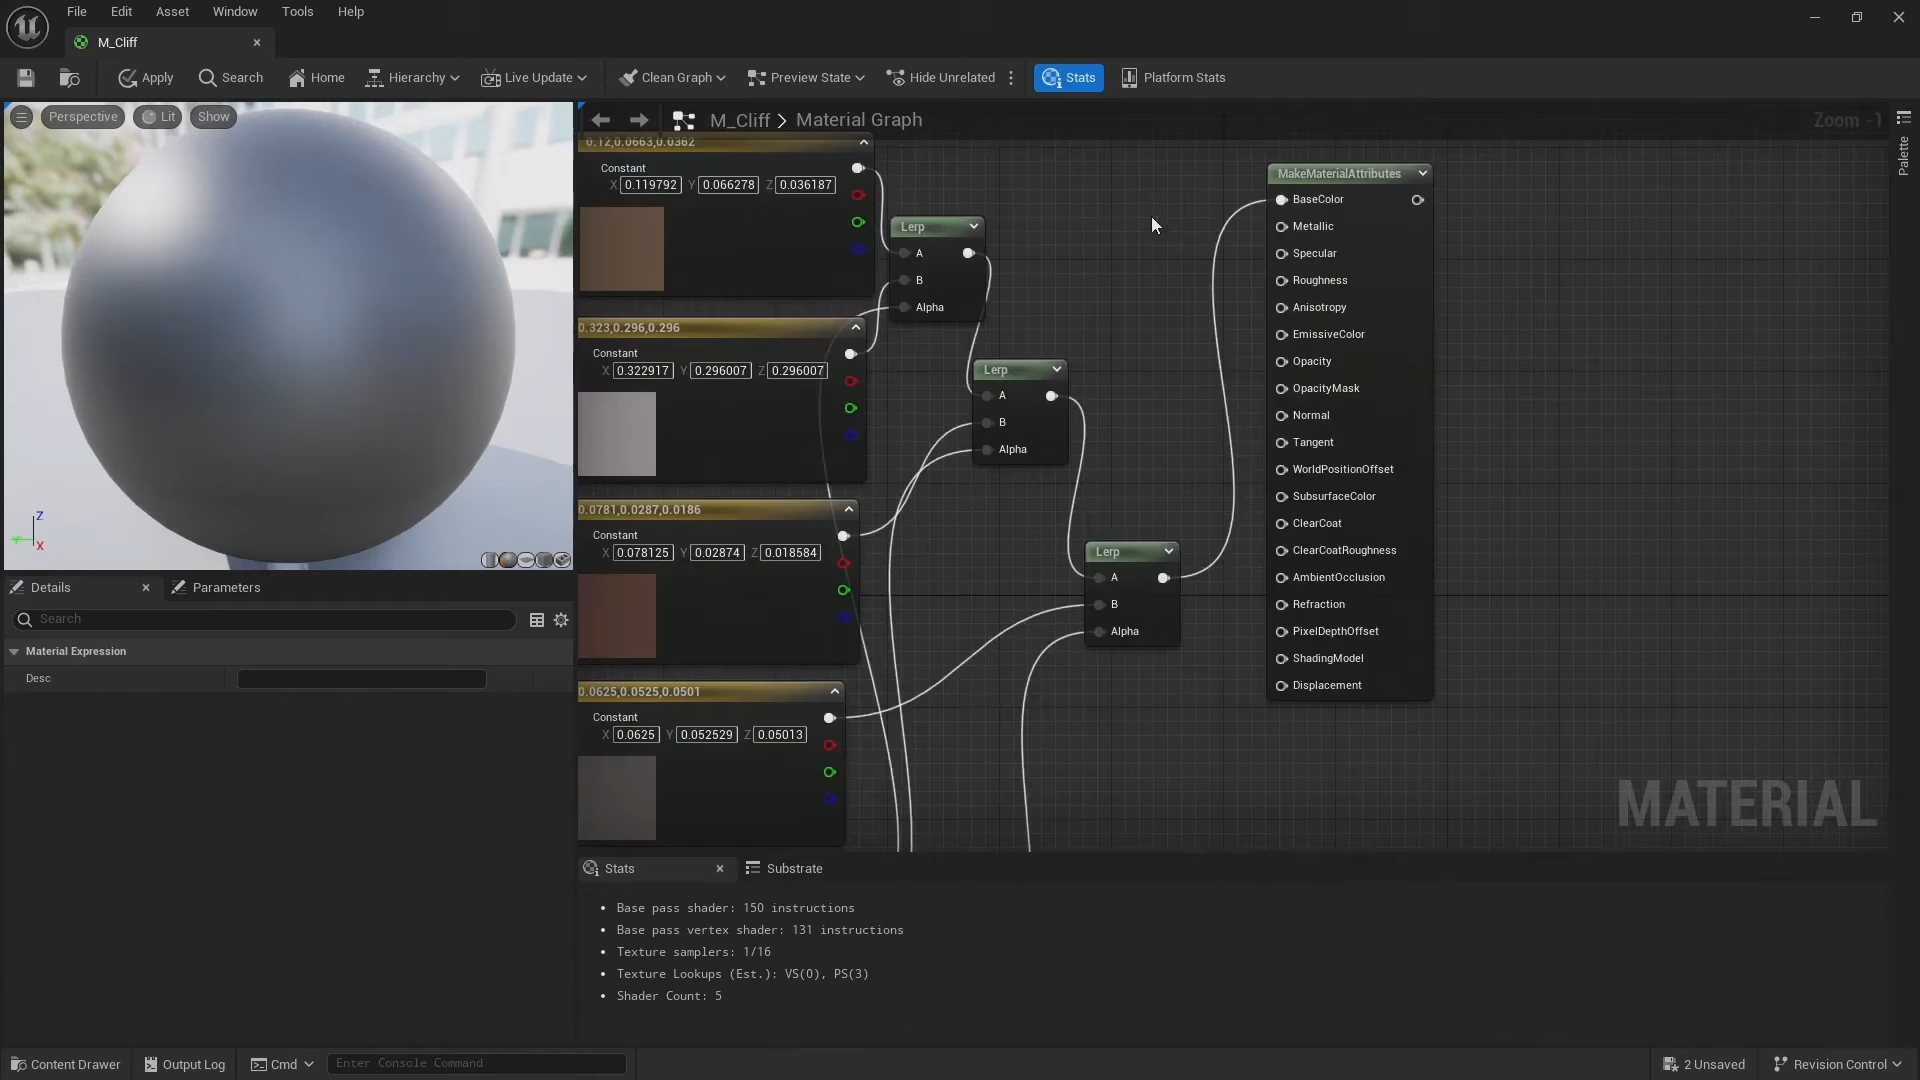 File Edit Asset Window Tools Help
M_Cliff
Apply Search Home Hierarchy Live Update Clean Graph Preview State Hide Unrelated Stats Platform Stats
Perspective Lit Show
M_Cliff > Material Graph
Zoom -1
Palette
0.12,0.0663,0.0362
Constant
X 0.119792 Y 0.066278 Z 0.036187
0.323,0.296,0.296
Constant
X 0.322917 Y 0.296007 Z 0.296007
0.0781,0.0287,0.0186
Constant
X 0.078125 Y 0.02874 Z 0.018584
0.0625,0.0525,0.0501
Constant
X 0.0625 Y 0.052529 Z 0.05013
Lerp
A
B
Alpha
Lerp
A
B
Alpha
Lerp
A
B
Alpha
MakeMaterialAttributes
BaseColor
Metallic
Specular
Roughness
Anisotropy
EmissiveColor
Opacity
OpacityMask
Normal
Tangent
WorldPositionOffset
SubsurfaceColor
ClearCoat
ClearCoatRoughness
AmbientOcclusion
Refraction
PixelDepthOffset
ShadingModel
Displacement
MATERIAL
Z
Y
X
Details Parameters
Search
Material Expression
Desc
Stats Substrate
Base pass shader: 150 instructions
Base pass vertex shader: 131 instructions
Texture samplers: 1/16
Texture Lookups (Est.): VS(0), PS(3)
Shader Count: 5
Content Drawer Output Log Cmd Enter Console Command 2 Unsaved Revision Control